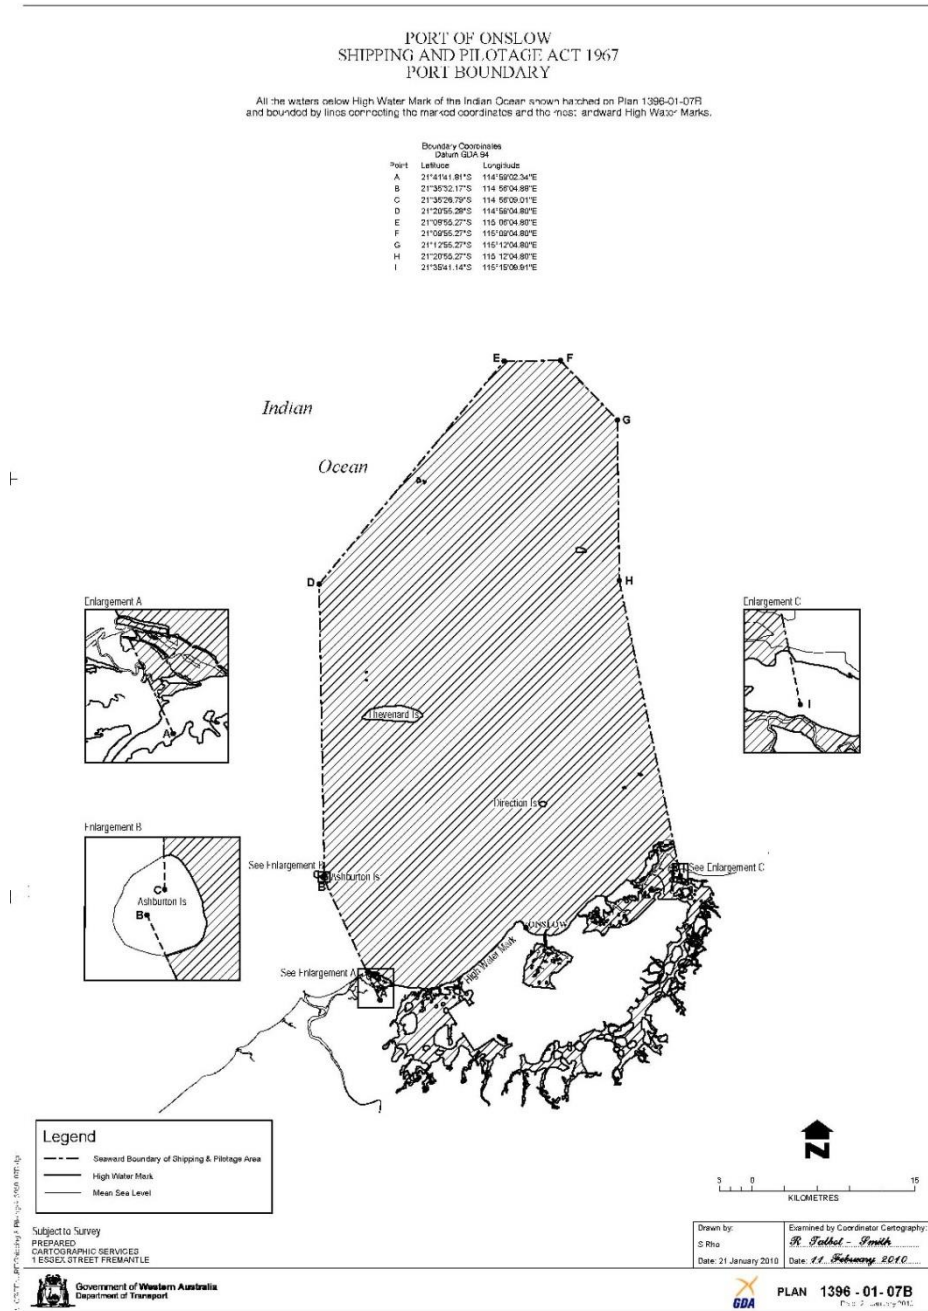 PORT OF ONSLOW
SHIPPING AND PILOTAGE ACT 1967
PORT BOUNDARY
All the waters below High Water Mark of the Indian Ocean shown hatched on Plan 1396-01-07B
and bounded by lines connecting the marked coordinates and the most landward High Water Marks.
Boundary Coordinates
Datum GDA 94
Point Latitude Longitude
A 21°41'41.81"S 114°59'02.34"E
B 21°35'32.17"S 114 56'04.88"E
C 21°35'26.79"S 114 56'09.01"E
D 21°20'55.28"S 114°56'04.80"E
E 21°09'55.27"S 115 06'04.80"E
F 21°09'55.27"S 115°09'04.80"E
G 21°12'55.27"S 115°12'04.80"E
H 21°20'55.27"S 115 12'04.80"E
I 21°35'41.14"S 115°15'09.91"E
E F
Indian
G
Ocean
D H
Enlargement A
Enlargement C
A
I
Thevenard Is
Direction Is
Enlargement B
See Enlargement B
C
B
Ashburton Is
See Enlargement C
C
Ashburton Is
B
ONSLOW
High Water Mark
See Enlargement A
Legend
Seaward Boundary of Shipping & Pilotage Area
High Water Mark
Mean Sea Level
N
5 0 15
KILOMETRES
Subject to Survey
PREPARED
CARTOGRAPHIC SERVICES
1 ESSEX STREET FREMANTLE
Drawn by:
S Rho
Date: 21 January 2010
Examined by Coordinator Cartography:
R Talbot - Smith
Date: 11 February 2010
Government of Western Australia
Department of Transport
GDA
PLAN 1396 - 01 - 07B